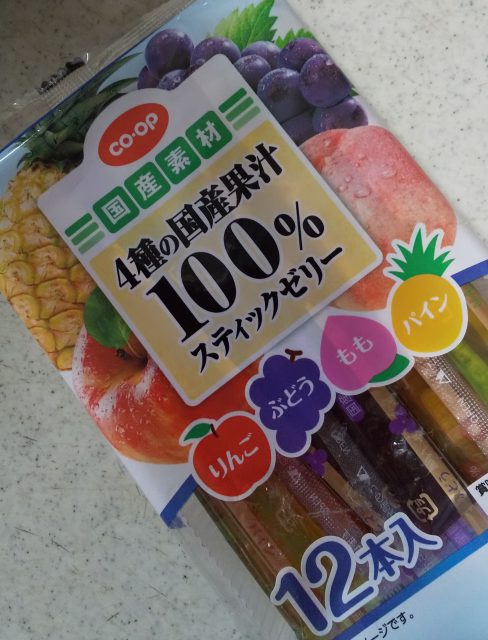 co·op
国産素材
4種の国産果汁
100%
スティックゼリー
りんご
ぶどう
もも
パイン
12本入
ージです。